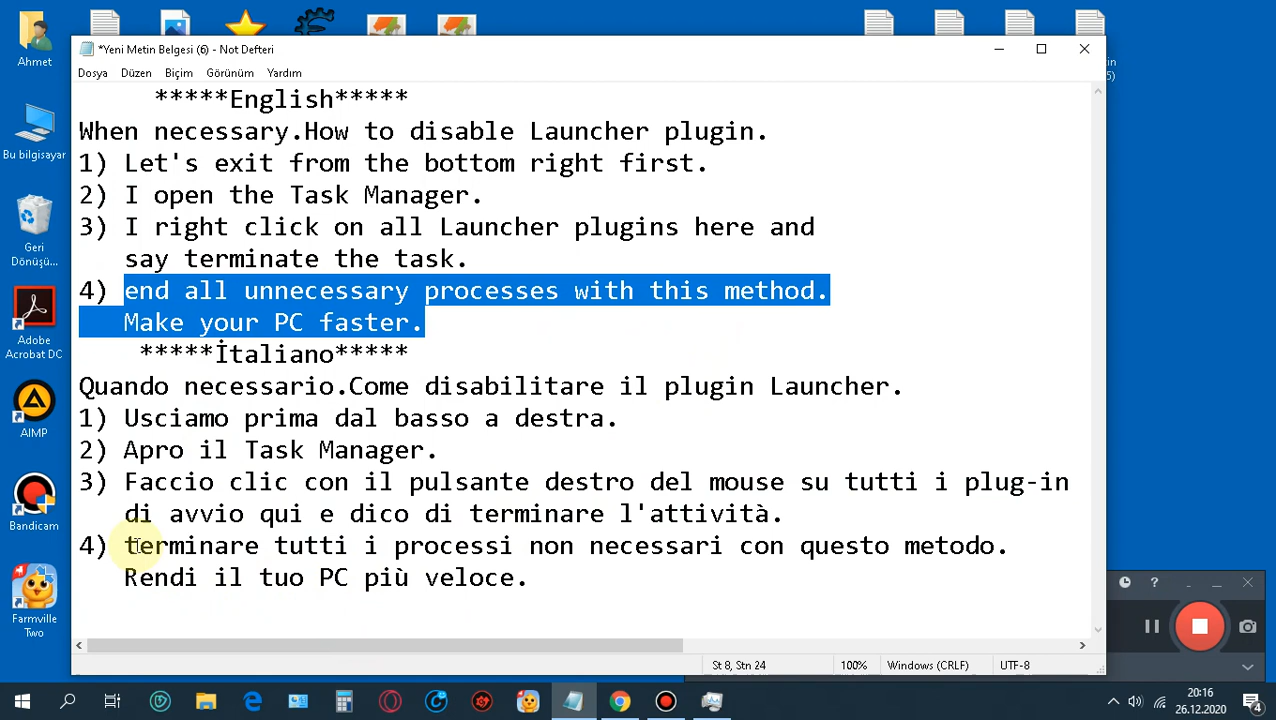 *Yeni Metin Belgesi (6) - Not Defteri
Dosya Düzen Biçim Görünüm Yardım
*****English*****
When necessary.How to disable Launcher plugin.
1) Let's exit from the bottom right first.
2) I open the Task Manager.
3) I right click on all Launcher plugins here and
say terminate the task.
4) end all unnecessary processes with this method.
Make your PC faster.
*****İtaliano*****
Quando necessario.Come disabilitare il plugin Launcher.
1) Usciamo prima dal basso a destra.
2) Apro il Task Manager.
3) Faccio clic con il pulsante destro del mouse su tutti i plug-in
di avvio qui e dico di terminare l'attività.
4) terminare tutti i processi non necessari con questo metodo.
Rendi il tuo PC più veloce.
St 8, Stn 24 100% Windows (CRLF) UTF-8
Ahmet
Bu bilgisayar
Geri
Dönüşü...
Adobe
Acrobat DC
AIMP
Bandicam
Farmville
Two
20:16
26.12.2020
4